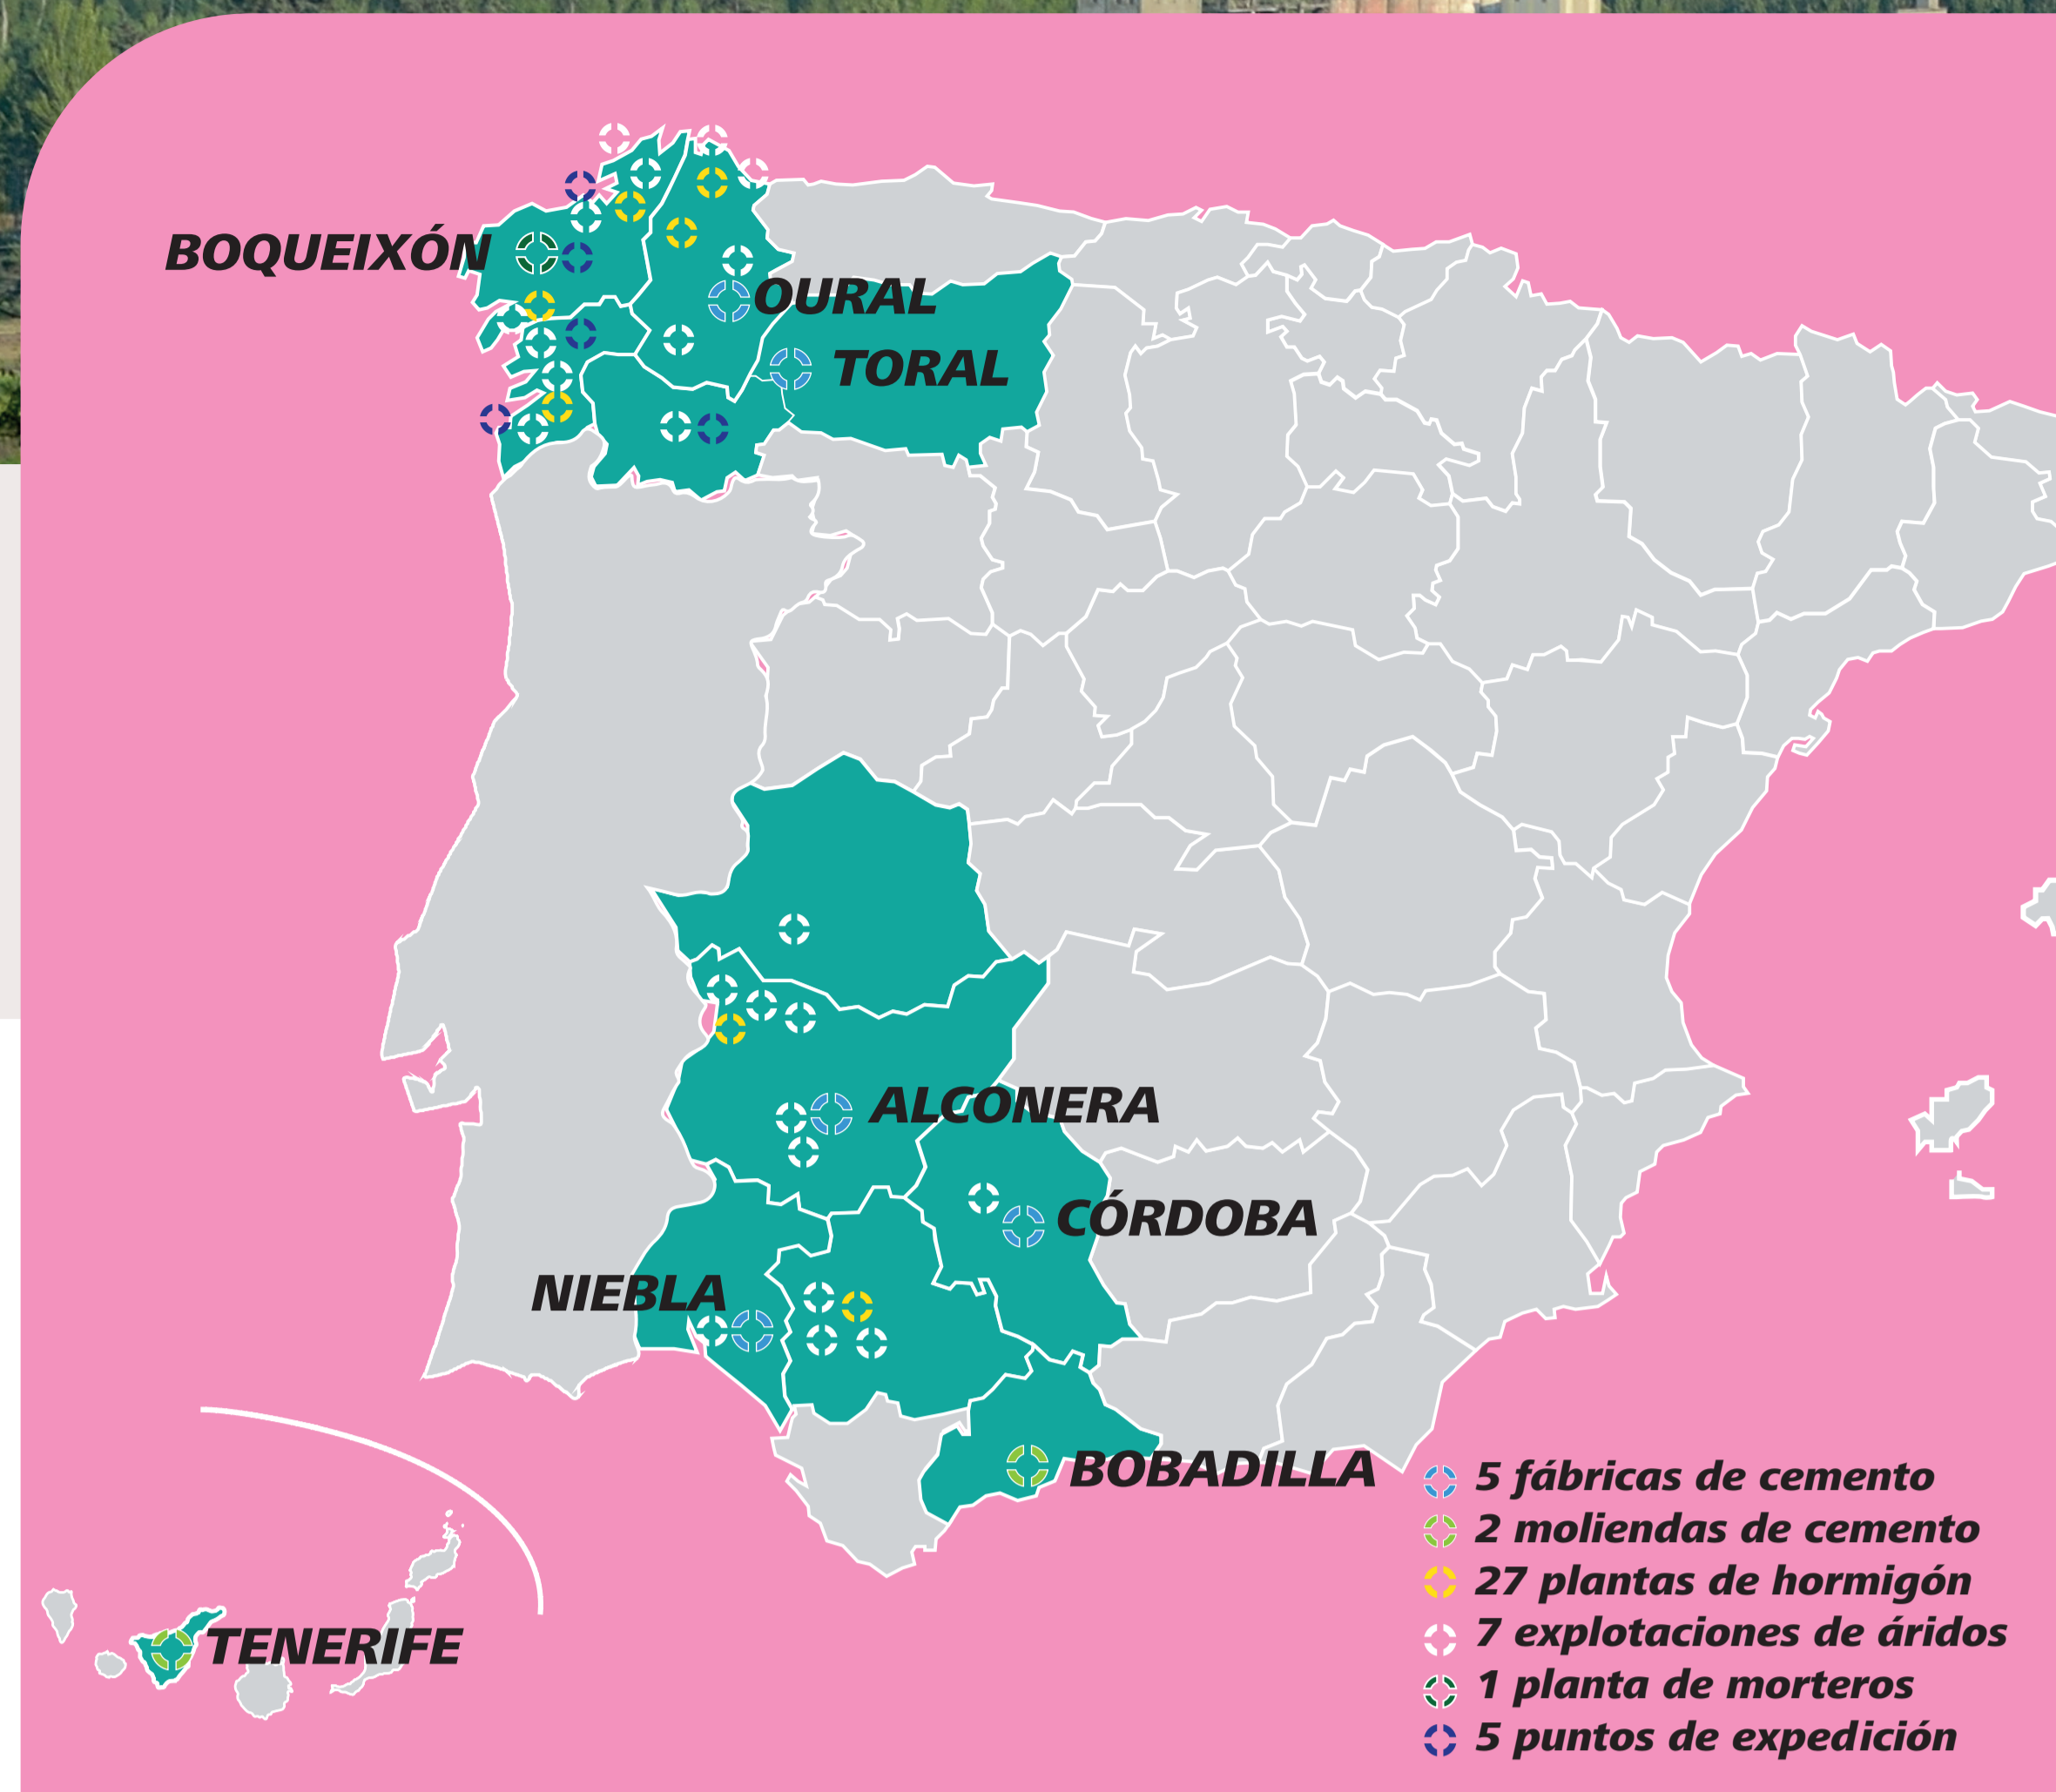 BOQUEIXÓN
OURAL
TORAL
ALCONERA
CÓRDOBA
NIEBLA
BOBADILLA
TENERIFE
5 fábricas de cemento
2 moliendas de cemento
27 plantas de hormigón
7 explotaciones de áridos
1 planta de morteros
5 puntos de expedición